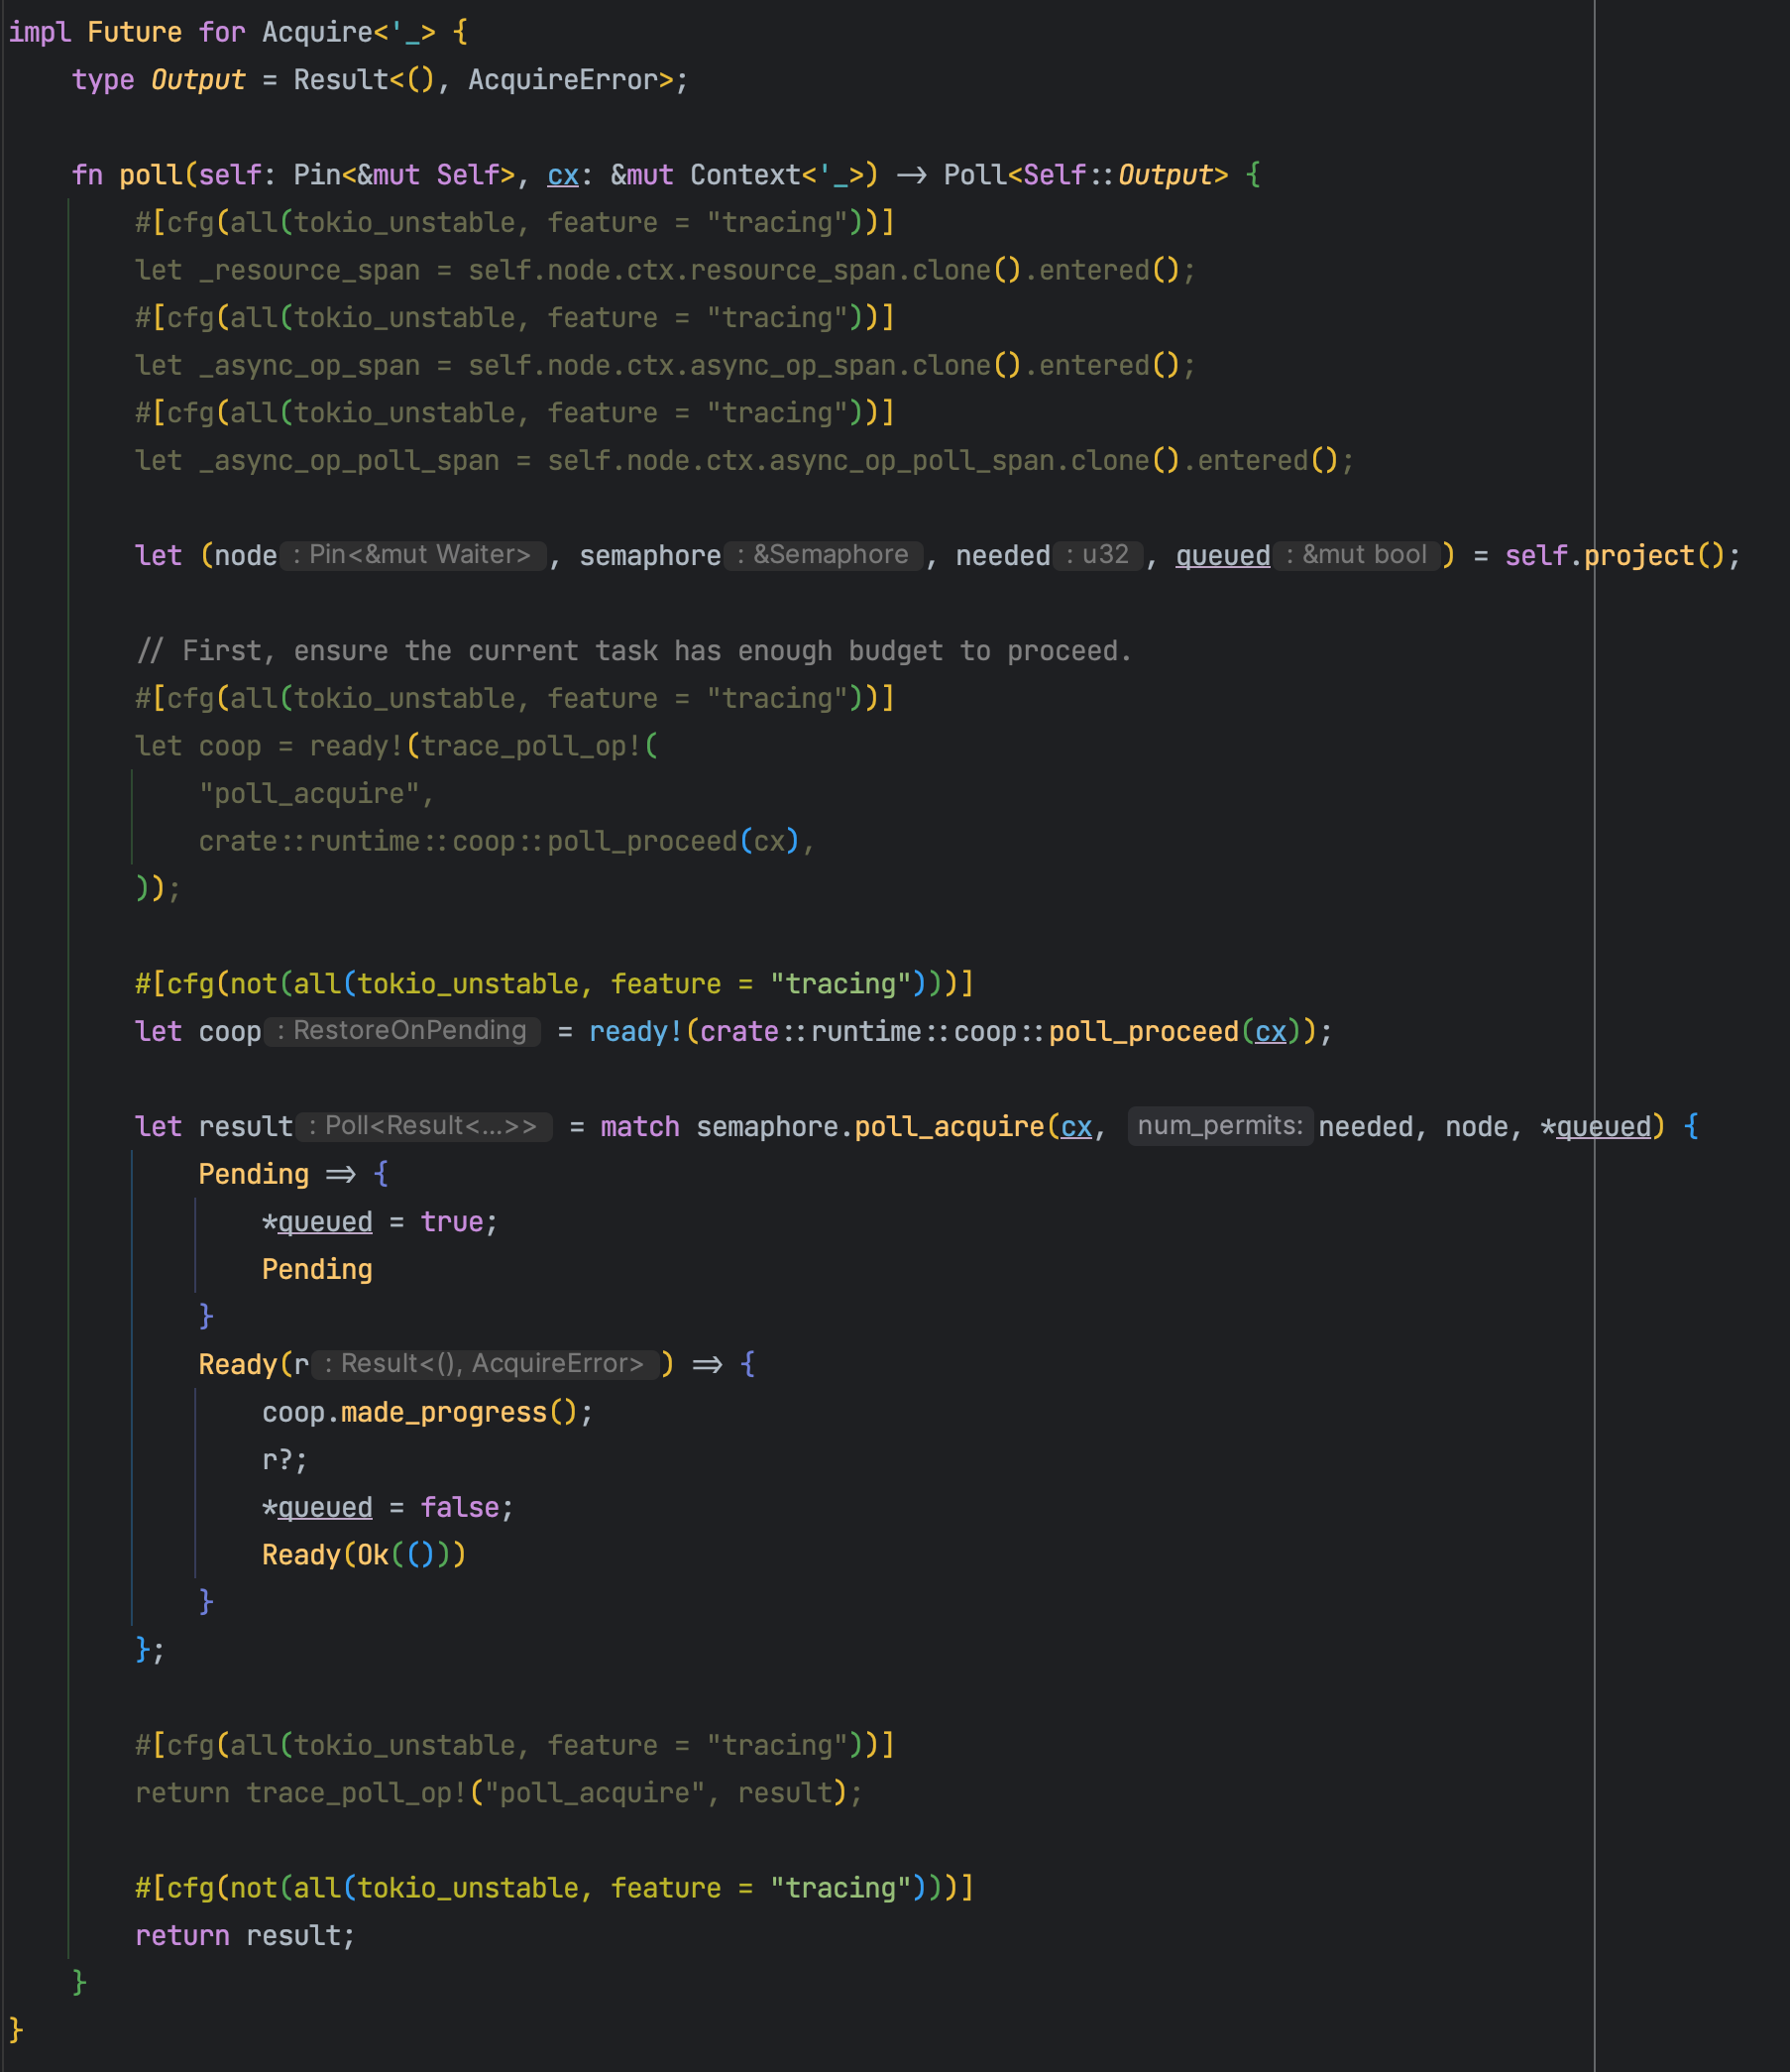 impl Future for Acquire<'_> {
    type Output = Result<(), AcquireError>;

    fn poll(self: Pin<&mut Self>, cx: &mut Context<'_>) -> Poll<Self::Output> {
        #[cfg(all(tokio_unstable, feature = "tracing"))]
        let _resource_span = self.node.ctx.resource_span.clone().entered();
        #[cfg(all(tokio_unstable, feature = "tracing"))]
        let _async_op_span = self.node.ctx.async_op_span.clone().entered();
        #[cfg(all(tokio_unstable, feature = "tracing"))]
        let _async_op_poll_span = self.node.ctx.async_op_poll_span.clone().entered();

        let (node: Pin<&mut Waiter>, semaphore: &Semaphore, needed: u32, queued: &mut bool) = self.project();

        // First, ensure the current task has enough budget to proceed.
        #[cfg(all(tokio_unstable, feature = "tracing"))]
        let coop = ready!(trace_poll_op!(
            "poll_acquire",
            crate::runtime::coop::poll_proceed(cx),
        ));

        #[cfg(not(all(tokio_unstable, feature = "tracing")))]
        let coop: RestoreOnPending = ready!(crate::runtime::coop::poll_proceed(cx));

        let result: Poll<Result<...>> = match semaphore.poll_acquire(cx, num_permits: needed, node, *queued) {
            Pending => {
                *queued = true;
                Pending
            }
            Ready(r: Result<(), AcquireError>) => {
                coop.made_progress();
                r?;
                *queued = false;
                Ready(Ok(()))
            }
        };

        #[cfg(all(tokio_unstable, feature = "tracing"))]
        return trace_poll_op!("poll_acquire", result);

        #[cfg(not(all(tokio_unstable, feature = "tracing")))]
        return result;
    }
}